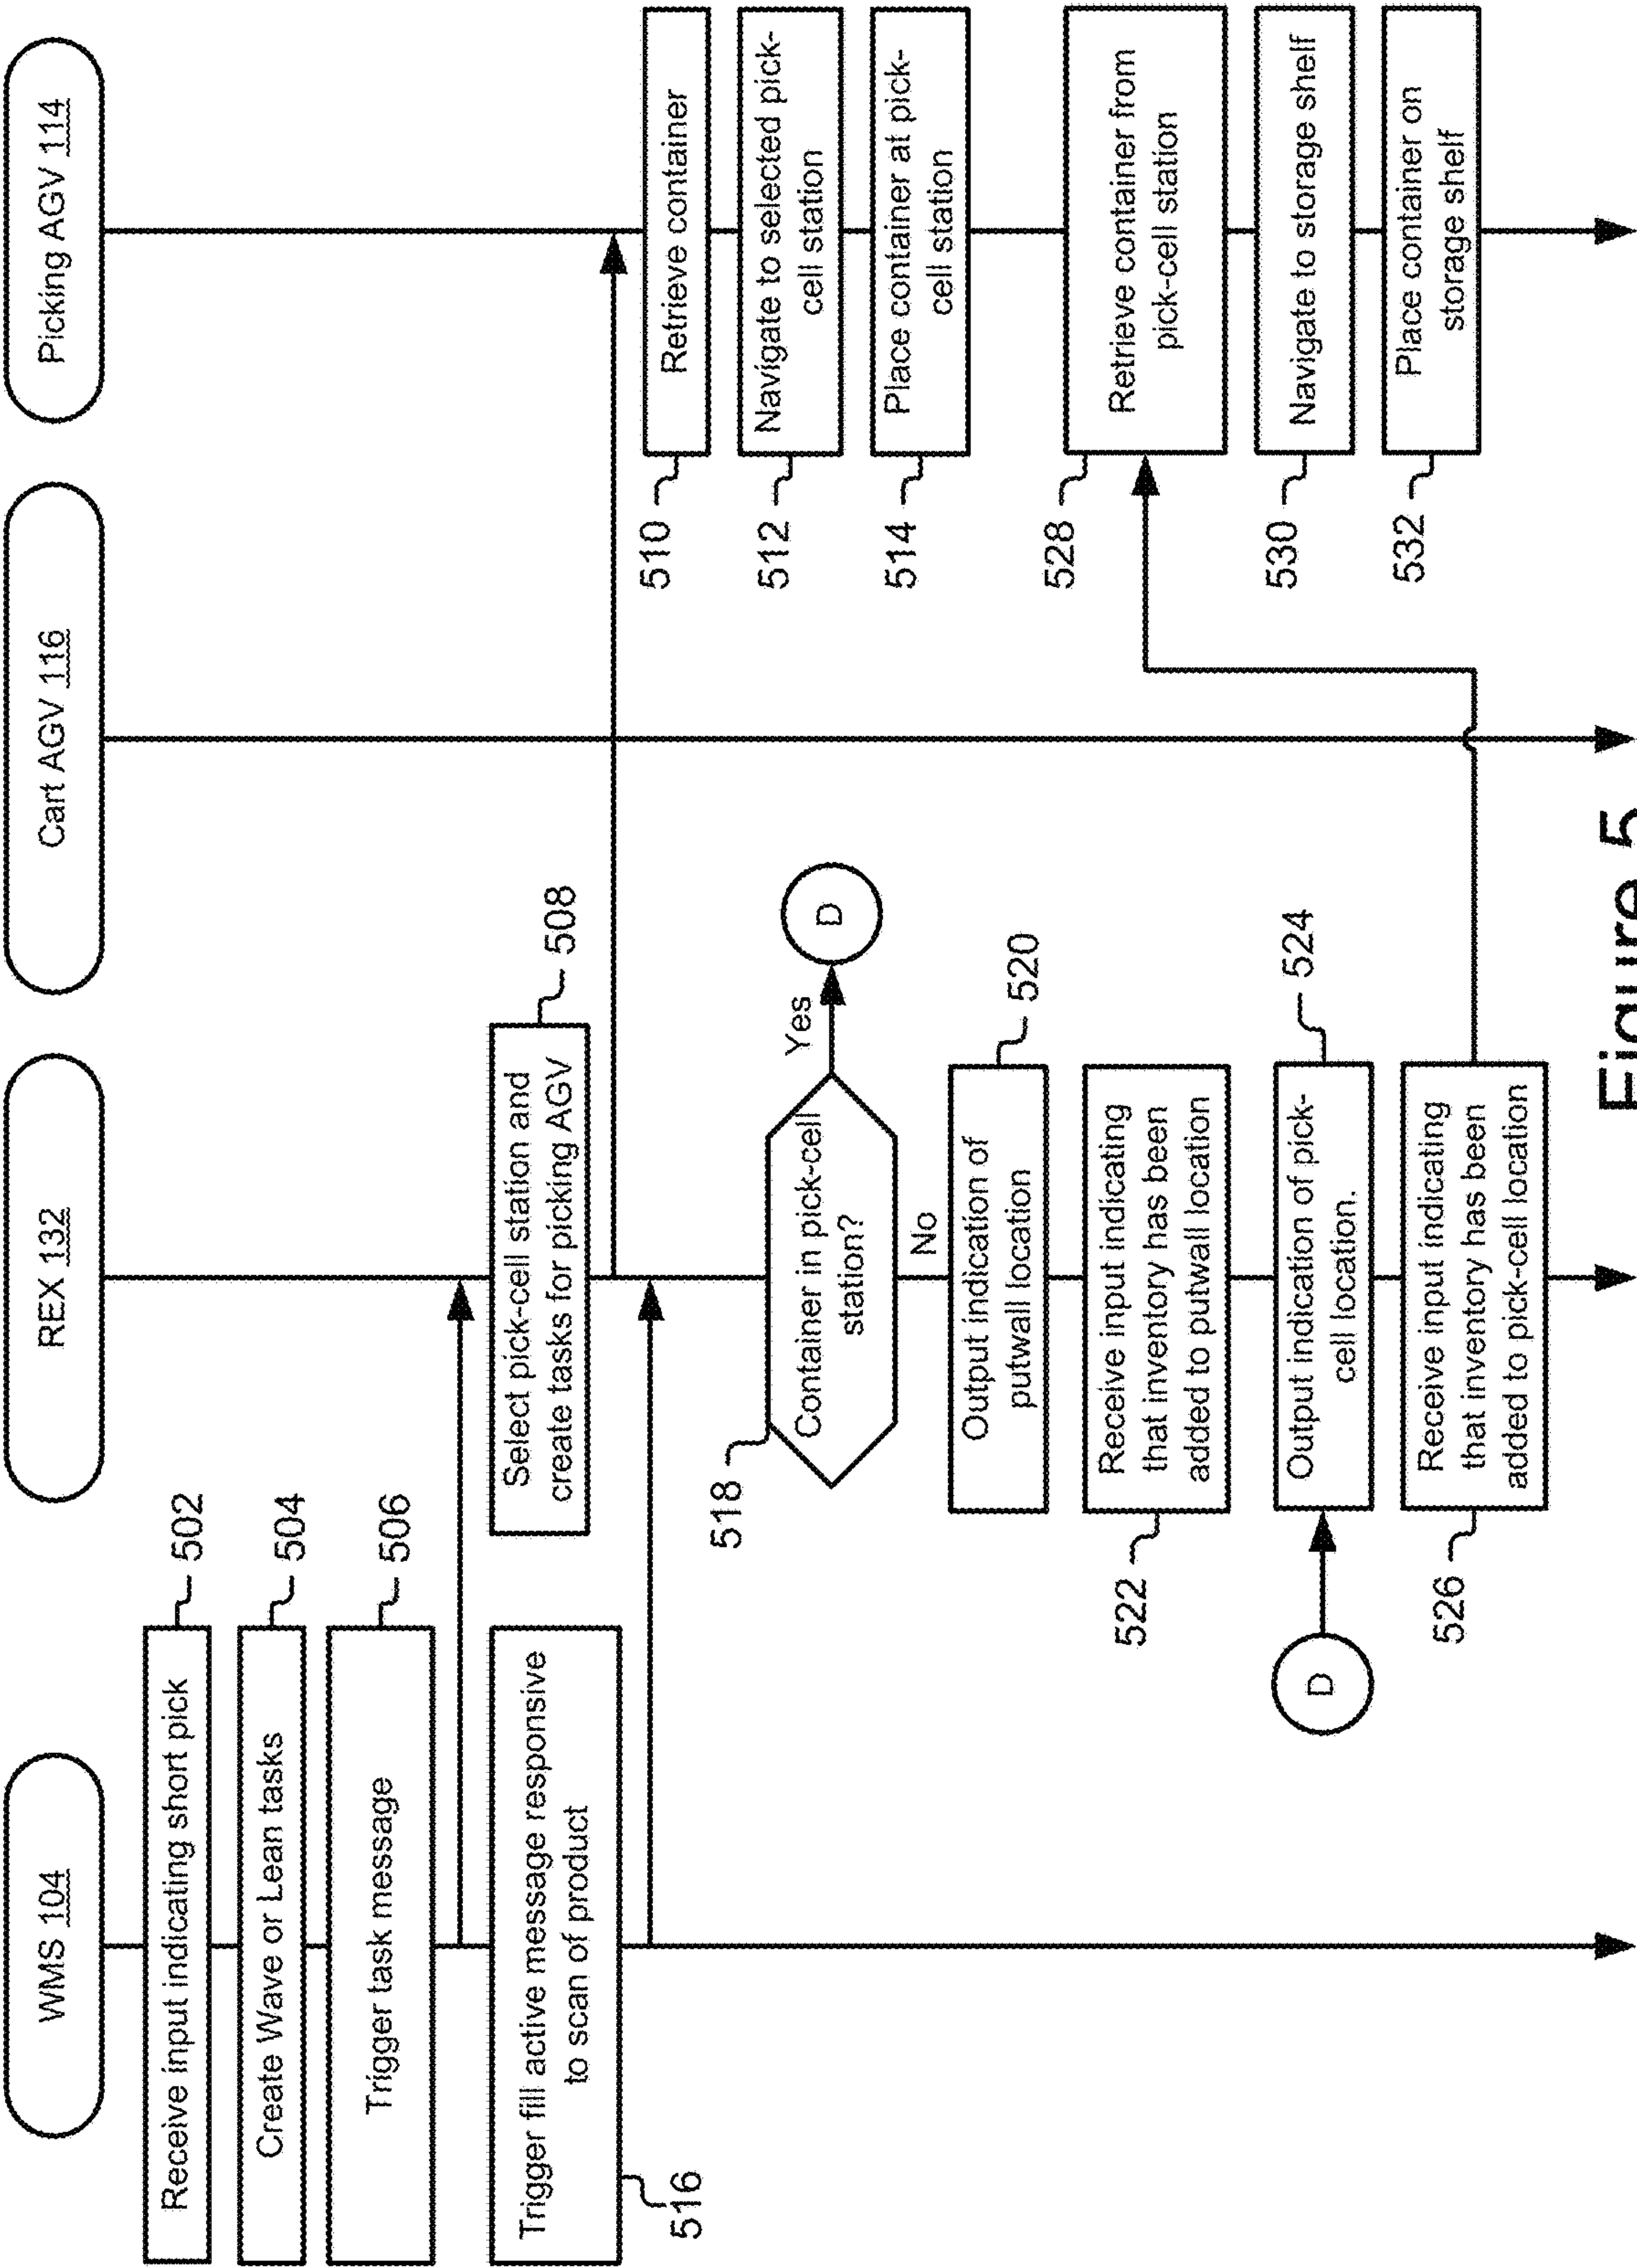 WMS 104
REX 132
Cart AGV 116
Picking AGV 114
Receive input indicating short pick
502
Create Wave or Lean tasks
504
Trigger task message
506
Select pick-cell station and
create tasks for picking AGV
508
Retrieve container
510
Navigate to selected pick-
cell station
512
Place container at pick-
cell station
514
Trigger fill active message responsive
to scan of product
516
Container in pick-cell
station?
518
Yes
D
No
Output indication of
putwall location
520
Receive input indicating
that inventory has been
added to putwall location
522
D
Output indication of pick-
cell location.
524
Receive input indicating
that inventory has been
added to pick-cell location
526
Retrieve container from
pick-cell station
528
Navigate to storage shelf
530
Place container on
storage shelf
532
Figure 5